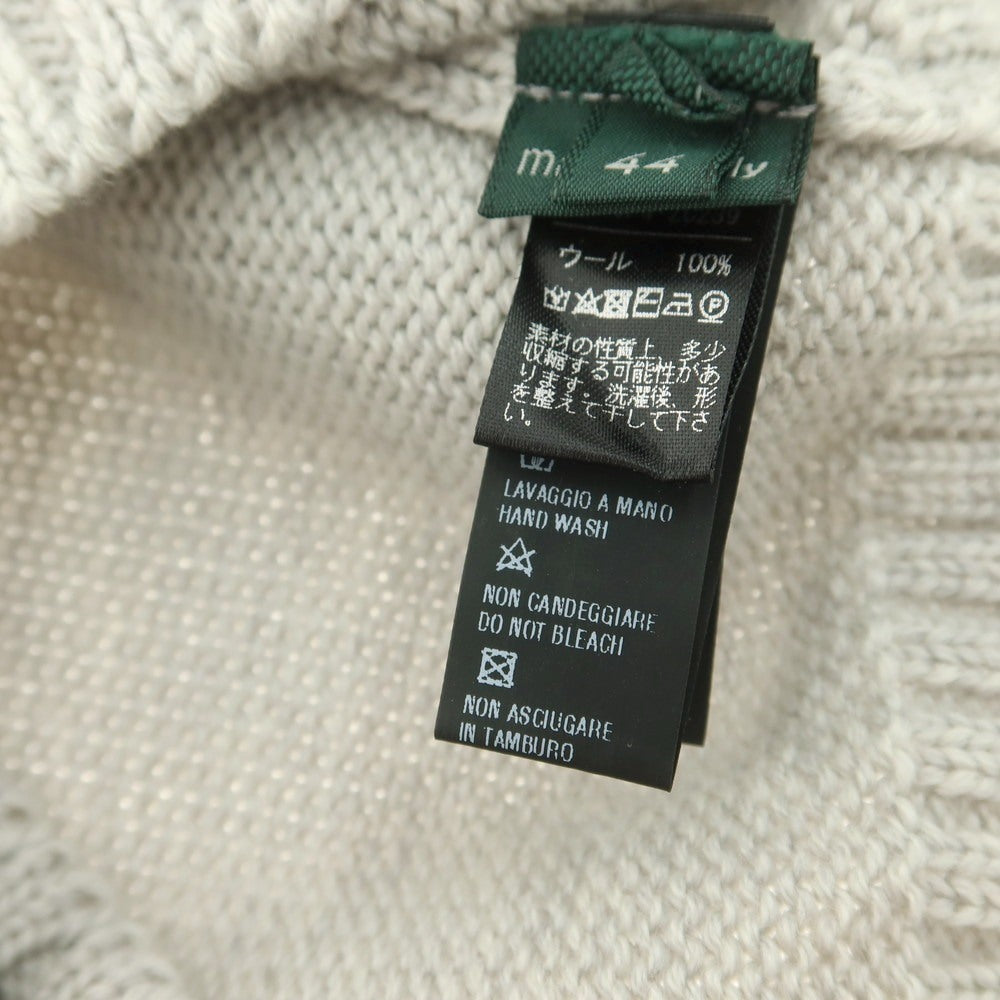 44
ウール 100%
素材の性質上、多少
収縮する可能性があ
ります。洗濯後、形
を整えて干して下さ
い。
LAVAGGIO A MANO
HAND WASH
NON CANDEGGIARE
DO NOT BLEACH
NON ASCIUGARE
IN TAMBURO